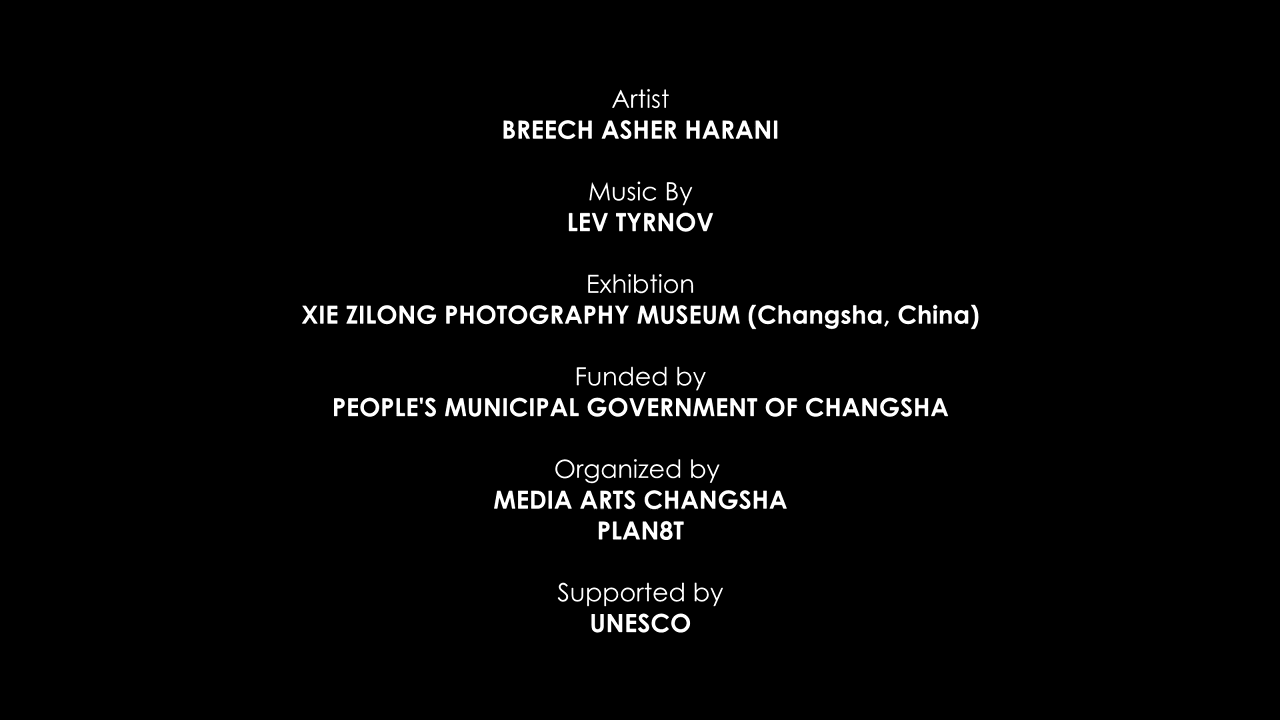 Artist
BREECH ASHER HARANI
Music By
LEV TYRNOV
Exhibtion
XIE ZILONG PHOTOGRAPHY MUSEUM (Changsha, China)
Funded by
PEOPLE'S MUNICIPAL GOVERNMENT OF CHANGSHA
Organized by
MEDIA ARTS CHANGSHA
PLAN8T
Supported by
UNESCO